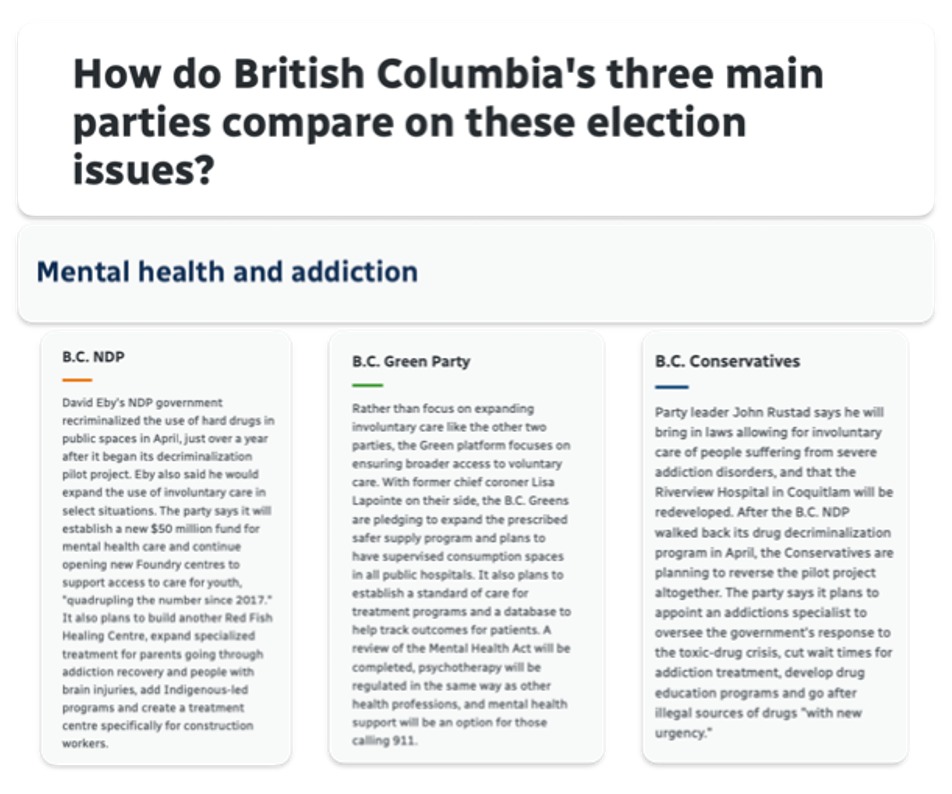 How do British Columbia's three main
parties compare on these election
issues?
Mental health and addiction
B.C. NDP
David Eby's NDP government
recriminalized the use of hard drugs in
public spaces in April, just over a year
after it began its decriminalization
pilot project. Eby also said he would
expand the use of involuntary care in
select situations. The party says it will
establish a new $50 million fund for
mental health care and continue
opening new Foundry centres to
support access to care for youth,
"quadrupling the number since 2017."
It also plans to build another Red Fish
Healing Centre, expand specialized
treatment for parents going through
addiction recovery and people with
brain injuries, add Indigenous-led
programs and create a treatment
centre specifically for construction
workers.
B.C. Green Party
Rather than focus on expanding
involuntary care like the other two
parties, the Green platform focuses on
ensuring broader access to voluntary
care. With former chief coroner Lisa
Lapointe on their side, the B.C. Greens
are pledging to expand the prescribed
safer supply program and plans to
have supervised consumption spaces
in all public hospitals. It also plans to
establish a standard of care for
treatment programs and a database to
help track outcomes for patients. A
review of the Mental Health Act will be
completed, psychotherapy will be
regulated in the same way as other
health professions, and mental health
support will be an option for those
calling 911.
B.C. Conservatives
Party leader John Rustad says he will
bring in laws allowing for involuntary
care of people suffering from severe
addiction disorders, and that the
Riverview Hospital in Coquitlam will be
redeveloped. After the B.C. NDP
walked back its drug decriminalization
program in April, the Conservatives are
planning to reverse the pilot project
altogether. The party says it plans to
appoint an addictions specialist to
oversee the government's response to
the toxic-drug crisis, cut wait times for
addiction treatment, develop drug
education programs and go after
illegal sources of drugs "with new
urgency."